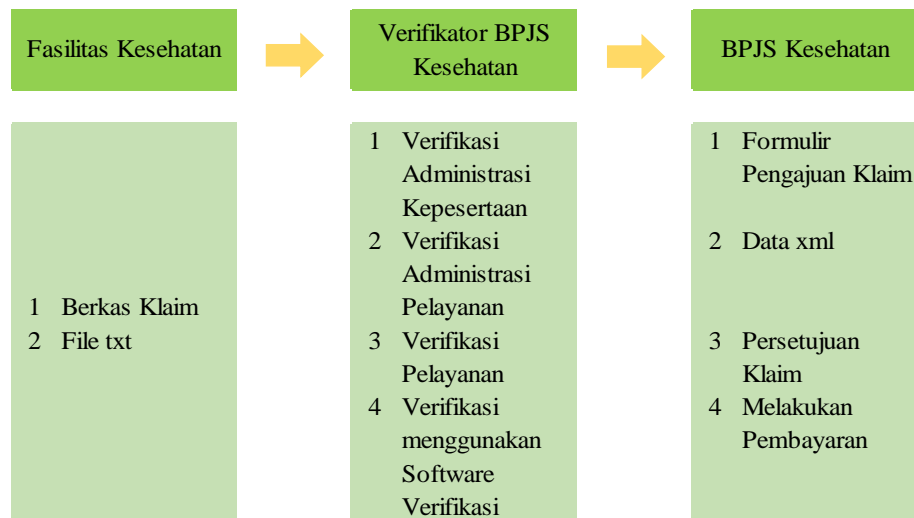 Fasilitas Kesehatan
Verifikator BPJS
Kesehatan
BPJS Kesehatan
1 Berkas Klaim
2 File txt
1 Verifikasi
Administrasi
Kepesertaan
2 Verifikasi
Administrasi
Pelayanan
3 Verifikasi
Pelayanan
4 Verifikasi
menggunakan
Software
Verifikasi
1 Formulir
Pengajuan Klaim
2 Data xml
3 Persetujuan
Klaim
4 Melakukan
Pembayaran